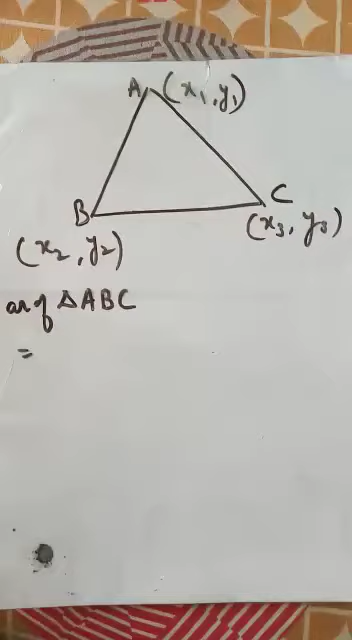 A (x₁, y₁)
B
C
(x₂, y₂)
(x₃, y₃)
ar of ΔABC
=